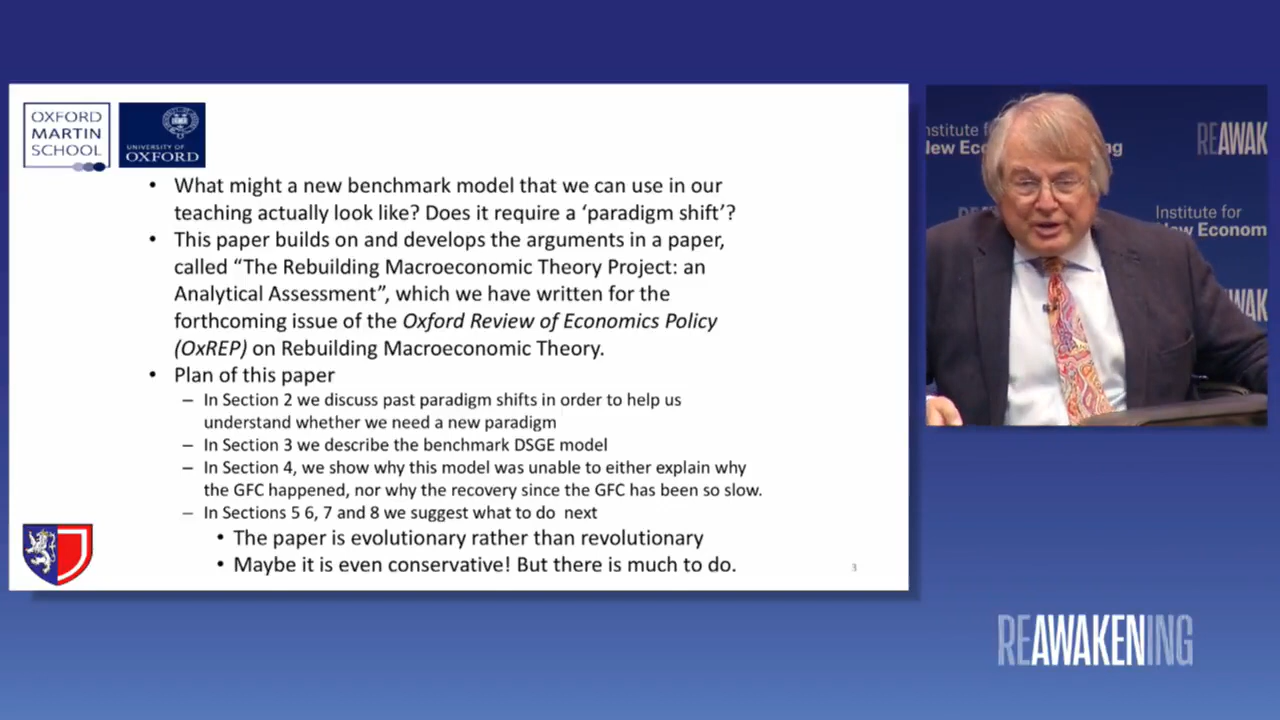 OXFORD
MARTIN
SCHOOL
UNIVERSITY OF
OXFORD
• What might a new benchmark model that we can use in our
teaching actually look like? Does it require a ‘paradigm shift’?
• This paper builds on and develops the arguments in a paper,
called “The Rebuilding Macroeconomic Theory Project: an
Analytical Assessment”, which we have written for the
forthcoming issue of the Oxford Review of Economics Policy
(OxREP) on Rebuilding Macroeconomic Theory.
• Plan of this paper
– In Section 2 we discuss past paradigm shifts in order to help us
understand whether we need a new paradigm
– In Section 3 we describe the benchmark DSGE model
– In Section 4, we show why this model was unable to either explain why
the GFC happened, nor why the recovery since the GFC has been so slow.
– In Sections 5 6, 7 and 8 we suggest what to do next
• The paper is evolutionary rather than revolutionary
• Maybe it is even conservative! But there is much to do.
3
nstitute f
New Ec
ng
REAWAK
Institute for
w Econom
WAK
REAWAKENING